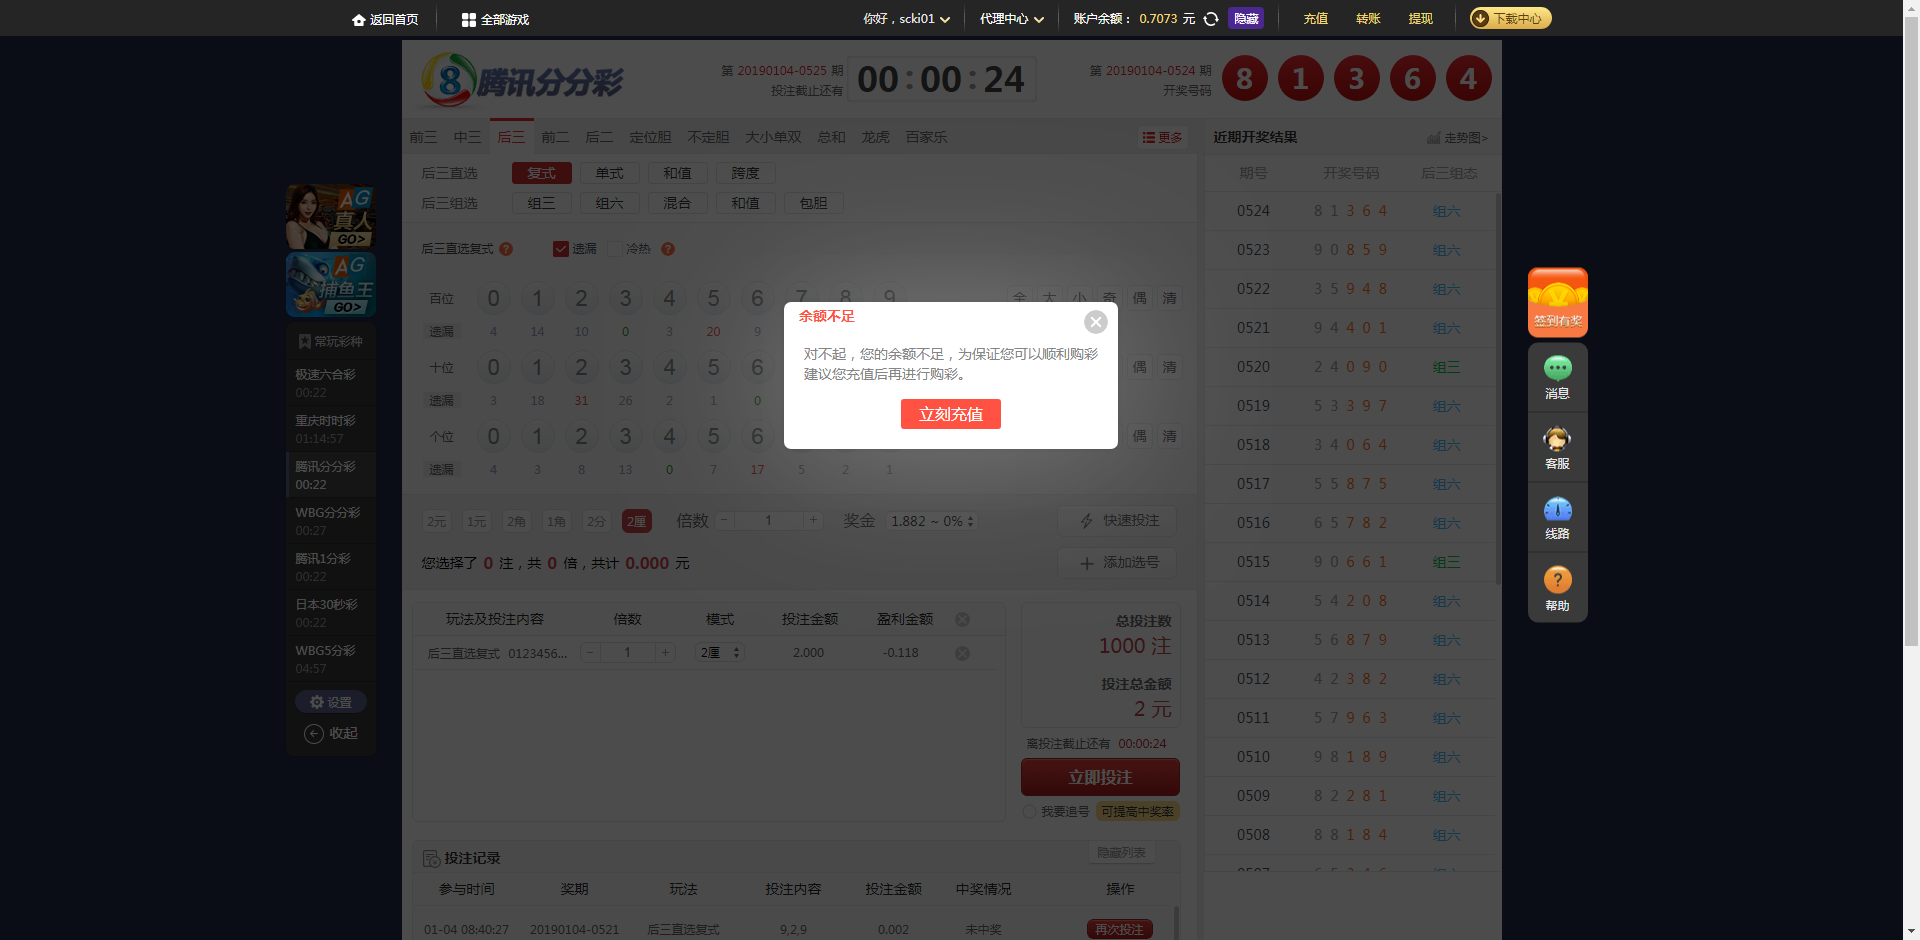 返回首页
全部游戏
你好，scki01
代理中心
账户余额： 0.7073 元
隐藏
充值
转账
提现
下载中心
8腾讯分分彩
第 20190104-0525 期
投注截止还有
00:00:24
第 20190104-0524 期
开奖号码
8 1 3 6 4
前三 中三 后三 前二 后二 定位胆 不定胆 大小单双 总和 龙虎 百家乐
更多
后三直选 复式 单式 和值 跨度
后三组选 组三 组六 混合 和值 包胆
后三直选复式 ? 遗漏 冷热 ?
百位 0 1 2 3 4 5 6 7 8 9 全 大 小 奇 偶 清
遗漏 4 14 10 0 3 20 9
十位 0 1 2 3 4 5 6 偶 清
遗漏 3 18 31 26 2 1 0
个位 0 1 2 3 4 5 6 偶 清
遗漏 4 3 8 13 0 7 17 5 2 1
余额不足
对不起，您的余额不足，为保证您可以顺利购彩
建议您充值后再进行购彩。
立刻充值
2元 1元 2角 1角 2分 2厘 倍数 - 1 + 奖金 1.882 ~ 0%
快速投注
您选择了 0 注，共 0 倍，共计 0.000 元
添加选号
玩法及投注内容 倍数 模式 投注金额 盈利金额
后三直选复式 0123456... - 1 + 2厘 2.000 -0.118
总投注数
1000 注
投注总金额
2 元
离投注截止还有 00:00:24
立即投注
我要追号 可提高中奖率
投注记录
隐藏列表
参与时间 奖期 玩法 投注内容 投注金额 中奖情况 操作
01-04 08:40:27 20190104-0521 后三直选复式 9,2,9 0.002 未中奖 再次投注
近期开奖结果
走势图>
期号 开奖号码 后三组态
0524 8 1 3 6 4 组六
0523 9 0 8 5 9 组六
0522 3 5 9 4 8 组六
0521 9 4 4 0 1 组六
0520 2 4 0 9 0 组三
0519 5 3 3 9 7 组六
0518 3 4 0 6 4 组六
0517 5 5 8 7 5 组六
0516 6 5 7 8 2 组六
0515 9 0 6 6 1 组三
0514 5 4 2 0 8 组六
0513 5 6 8 7 9 组六
0512 4 2 3 8 2 组六
0511 5 7 9 6 3 组六
0510 9 8 1 8 9 组六
0509 8 2 2 8 1 组六
0508 8 8 1 8 4 组六
AG
真人
GO>
AG
捕鱼王
GO>
常玩彩种
极速六合彩
00:22
重庆时时彩
01:14:57
腾讯分分彩
00:22
WBG分分彩
00:27
腾讯1分彩
00:22
日本30秒彩
00:22
WBG5分彩
04:57
设置
收起
签到有奖
消息
客服
线路
?
帮助